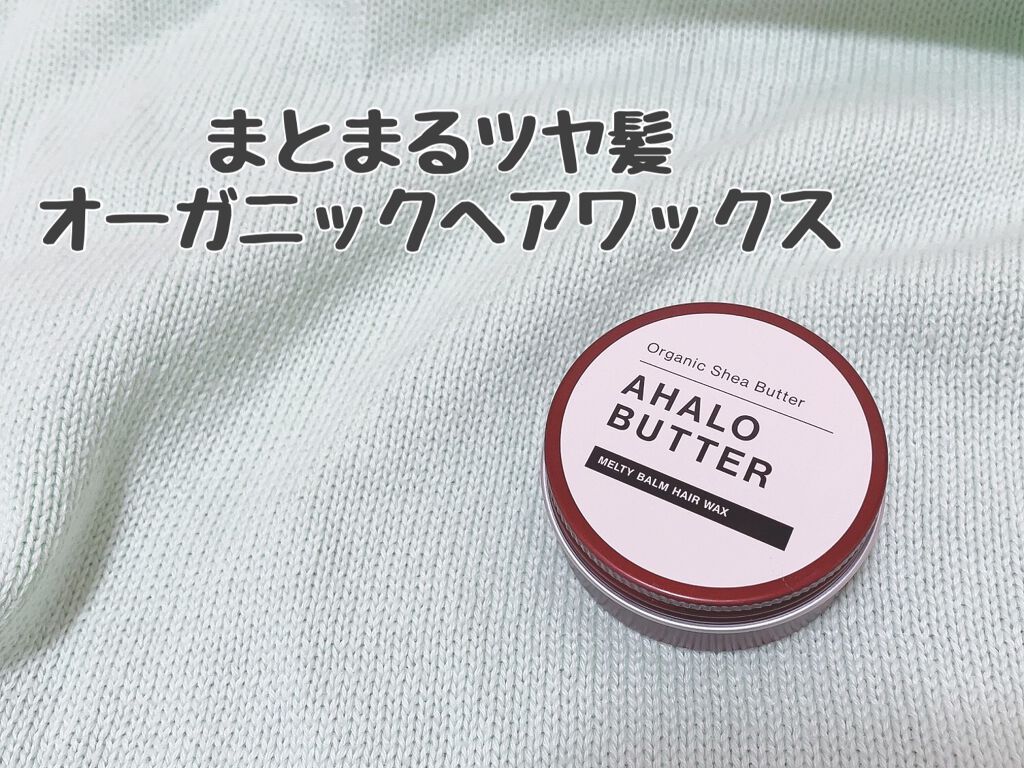 まとまるツヤ髪
オーガニックヘアワックス
Organic Shea Butter
AHALO
BUTTER
MELTY BALM HAIR WAX